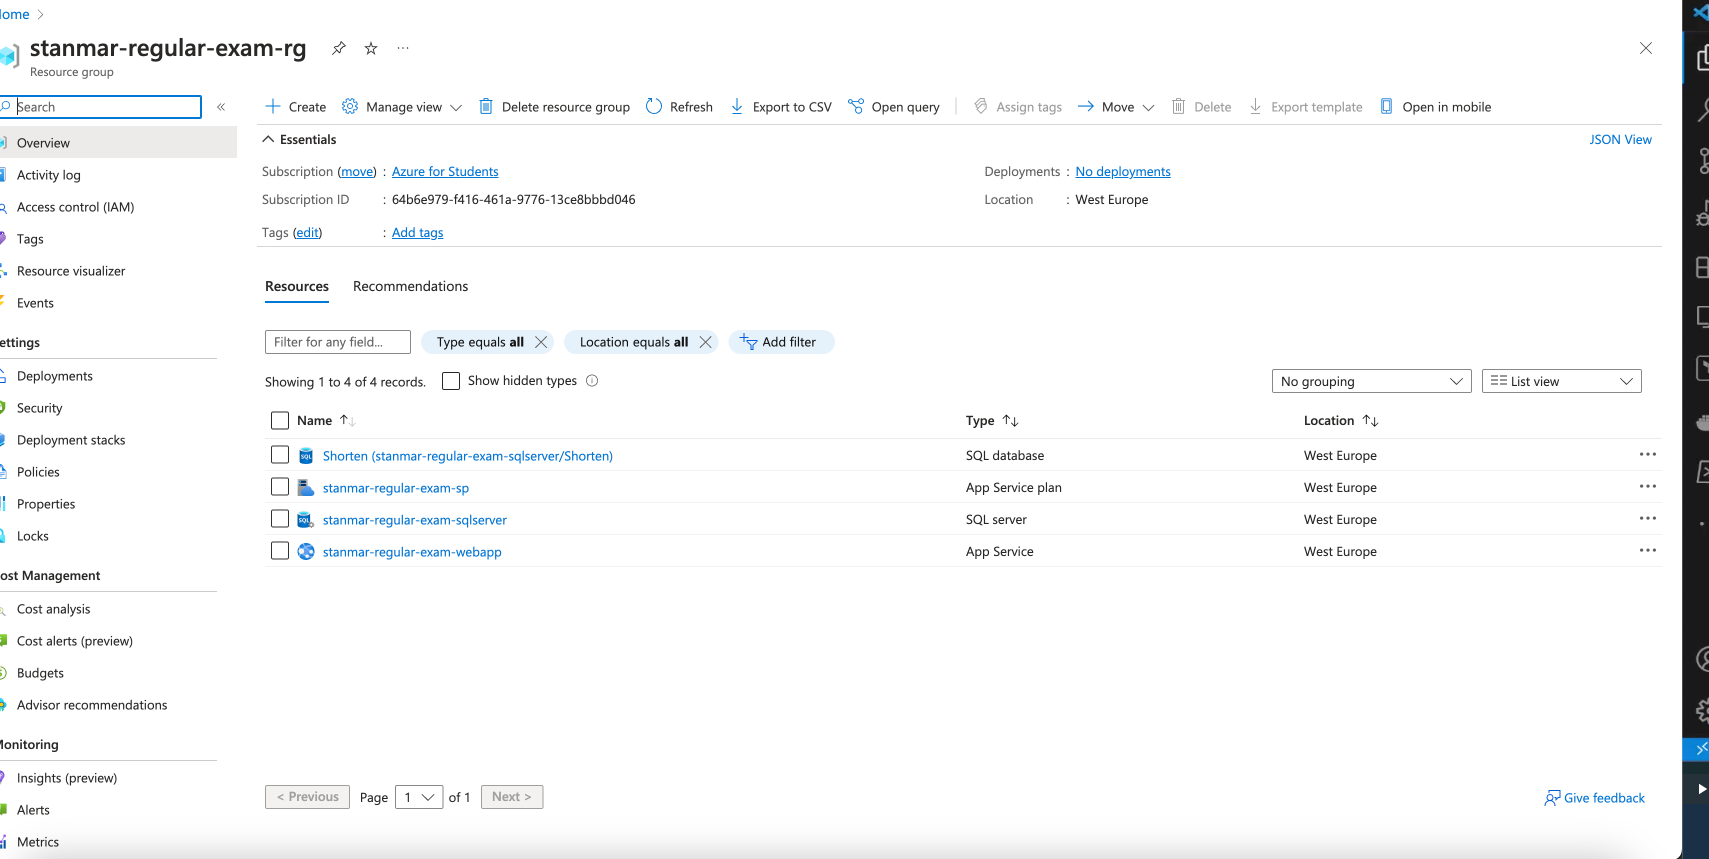 Home >
stanmar-regular-exam-rg ...
Resource group
Search «
Create Manage view Delete resource group Refresh Export to CSV Open query Assign tags Move Delete Export template Open in mobile
Overview
Activity log
Access control (IAM)
Tags
Resource visualizer
Events
Settings
Deployments
Security
Deployment stacks
Policies
Properties
Locks
Cost Management
Cost analysis
Cost alerts (preview)
Budgets
Advisor recommendations
Monitoring
Insights (preview)
Alerts
Metrics
Essentials JSON View
Subscription (move) : Azure for Students Deployments : No deployments
Subscription ID : 64b6e979-f416-461a-9776-13ce8bbbd046 Location : West Europe
Tags (edit) : Add tags
Resources Recommendations
Filter for any field... Type equals all Location equals all Add filter
Showing 1 to 4 of 4 records. Show hidden types No grouping List view
Name Type Location
Shorten (stanmar-regular-exam-sqlserver/Shorten) SQL database West Europe ...
stanmar-regular-exam-sp App Service plan West Europe ...
stanmar-regular-exam-sqlserver SQL server West Europe ...
stanmar-regular-exam-webapp App Service West Europe ...
< Previous Page 1 of 1 Next > Give feedback